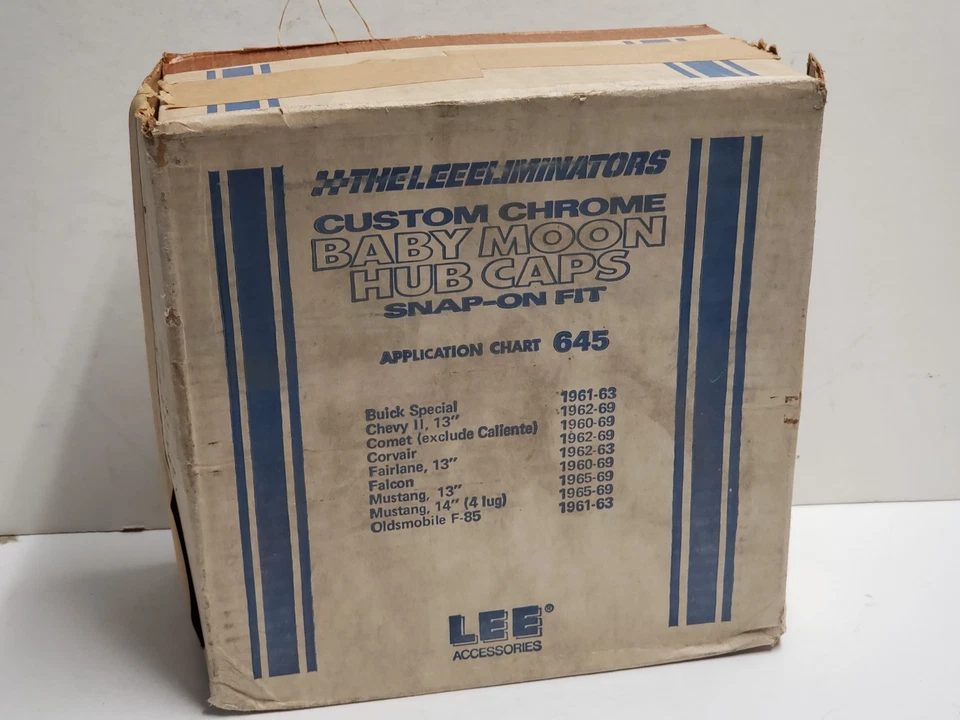 THE LEE ELIMINATORS
CUSTOM CHROME
BABY MOON
HUB CAPS
SNAP-ON FIT
APPLICATION CHART 645
Buick Special 1961-63
Chevy II, 13" 1962-69
Comet (exclude Caliente) 1960-69
Corvair 1962-69
Fairlane, 13" 1962-63
Falcon 1960-69
Mustang, 13" 1965-69
Mustang, 14" (4 lug) 1965-69
Oldsmobile F-85 1961-63
LEE®
ACCESSORIES